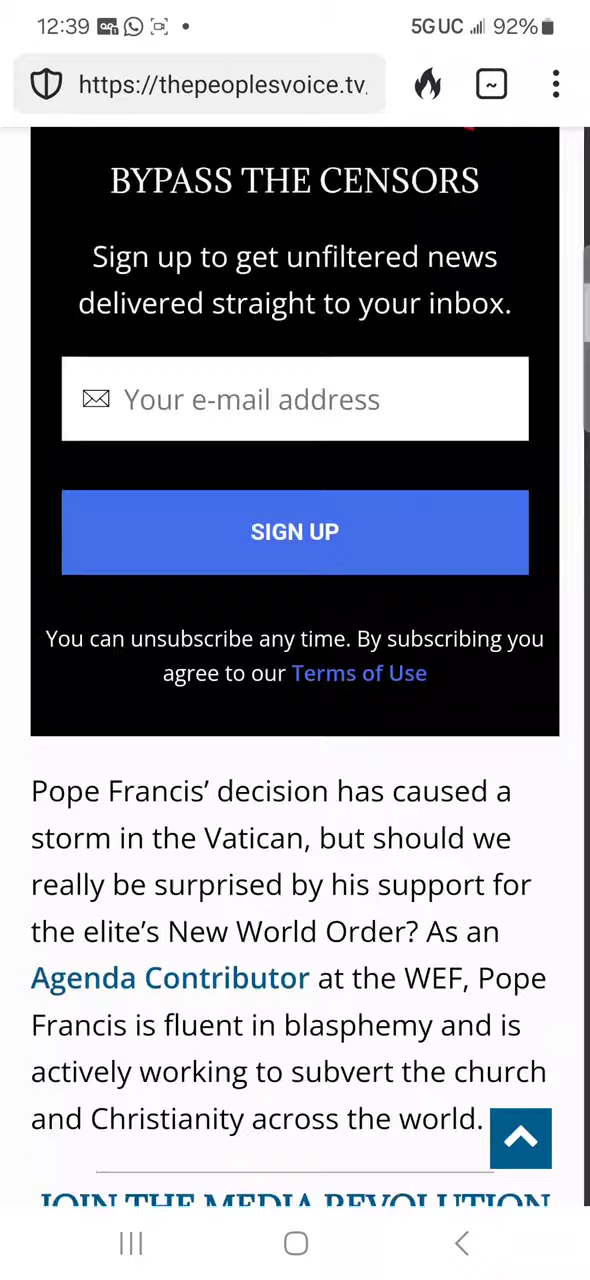 12:39
5G UC 92%
https://thepeoplesvoice.tv
BYPASS THE CENSORS
Sign up to get unfiltered news
delivered straight to your inbox.
Your e-mail address
SIGN UP
You can unsubscribe any time. By subscribing you
agree to our Terms of Use
Pope Francis’ decision has caused a
storm in the Vatican, but should we
really be surprised by his support for
the elite’s New World Order? As an
Agenda Contributor at the WEF, Pope
Francis is fluent in blasphemy and is
actively working to subvert the church
and Christianity across the world.
JOIN THE MEDIA REVOLUTION